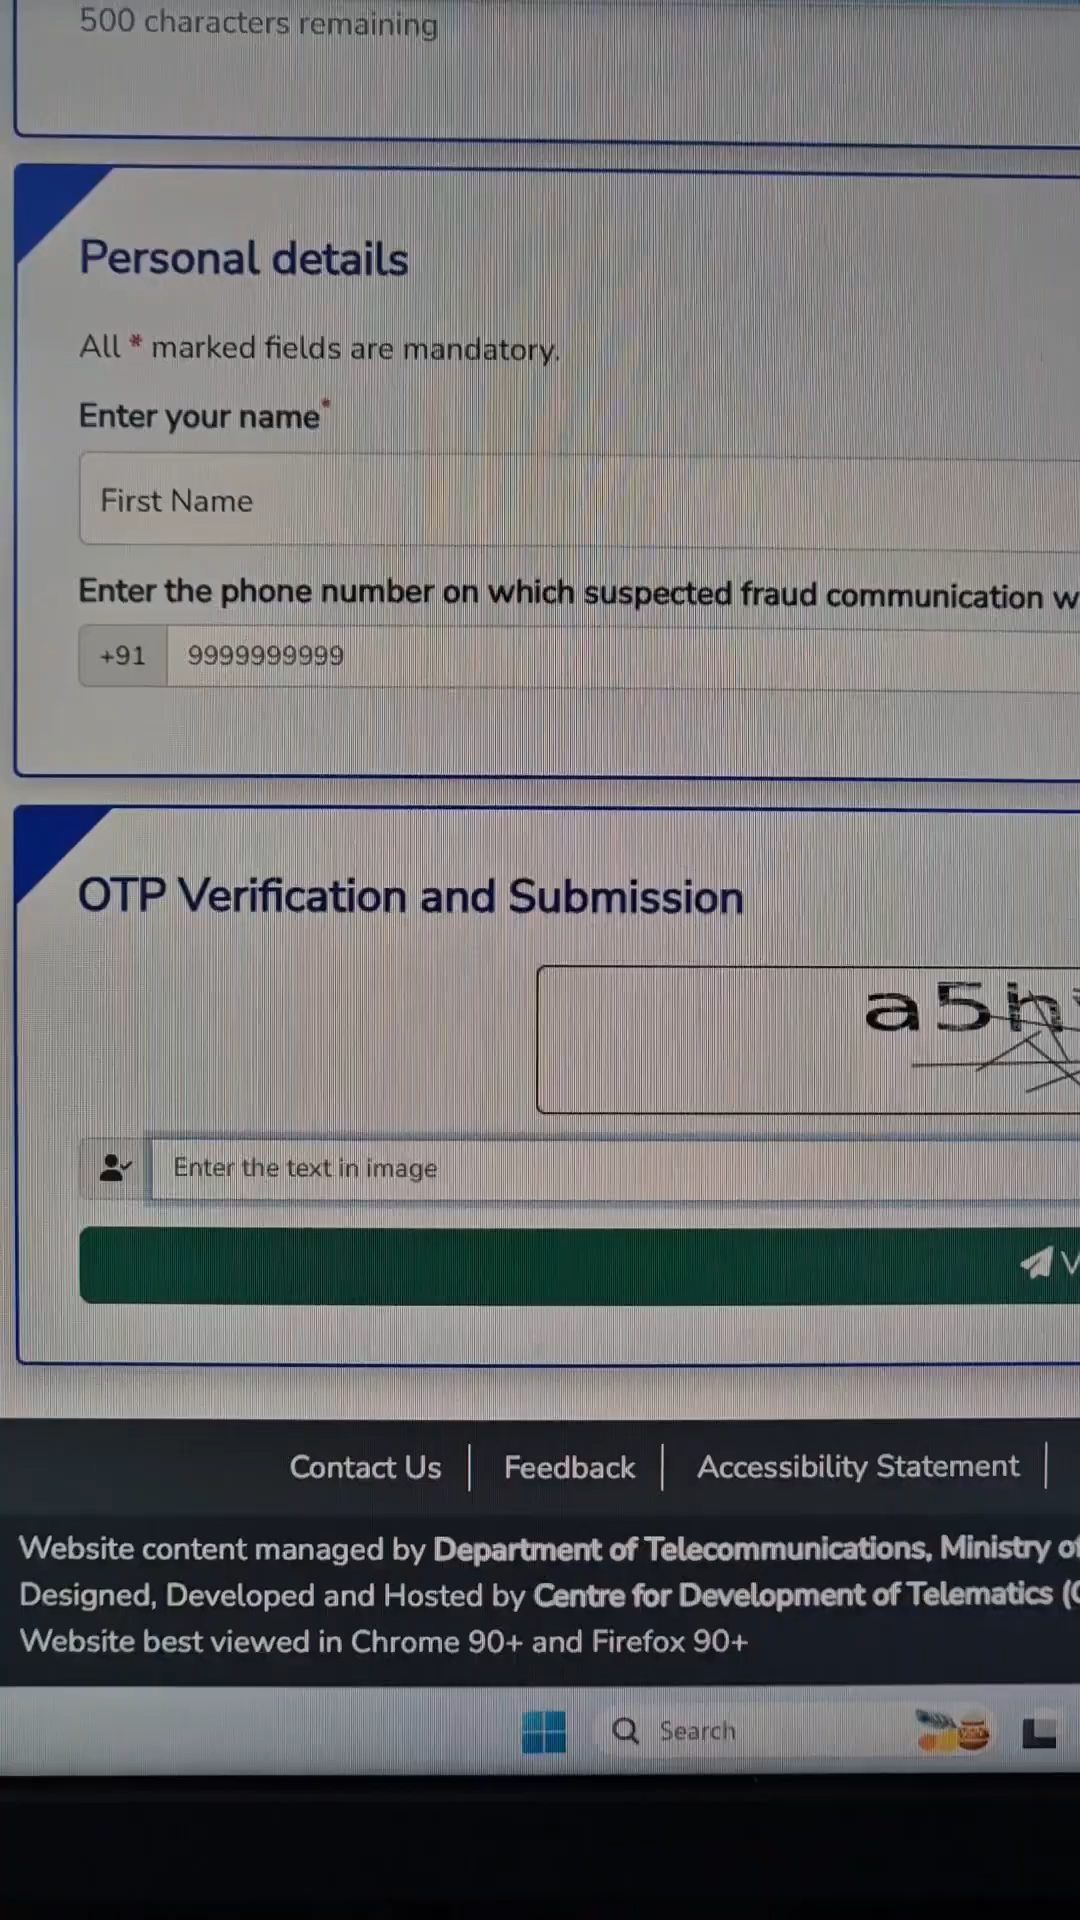 500 characters remaining
Personal details
All * marked fields are mandatory.
Enter your name*
First Name
Enter the phone number on which suspected fraud communication w
+91 9999999999
OTP Verification and Submission
a5h
Enter the text in image
Contact Us | Feedback | Accessibility Statement |
Website content managed by Department of Telecommunications, Ministry of
Designed, Developed and Hosted by Centre for Development of Telematics (C
Website best viewed in Chrome 90+ and Firefox 90+
Search